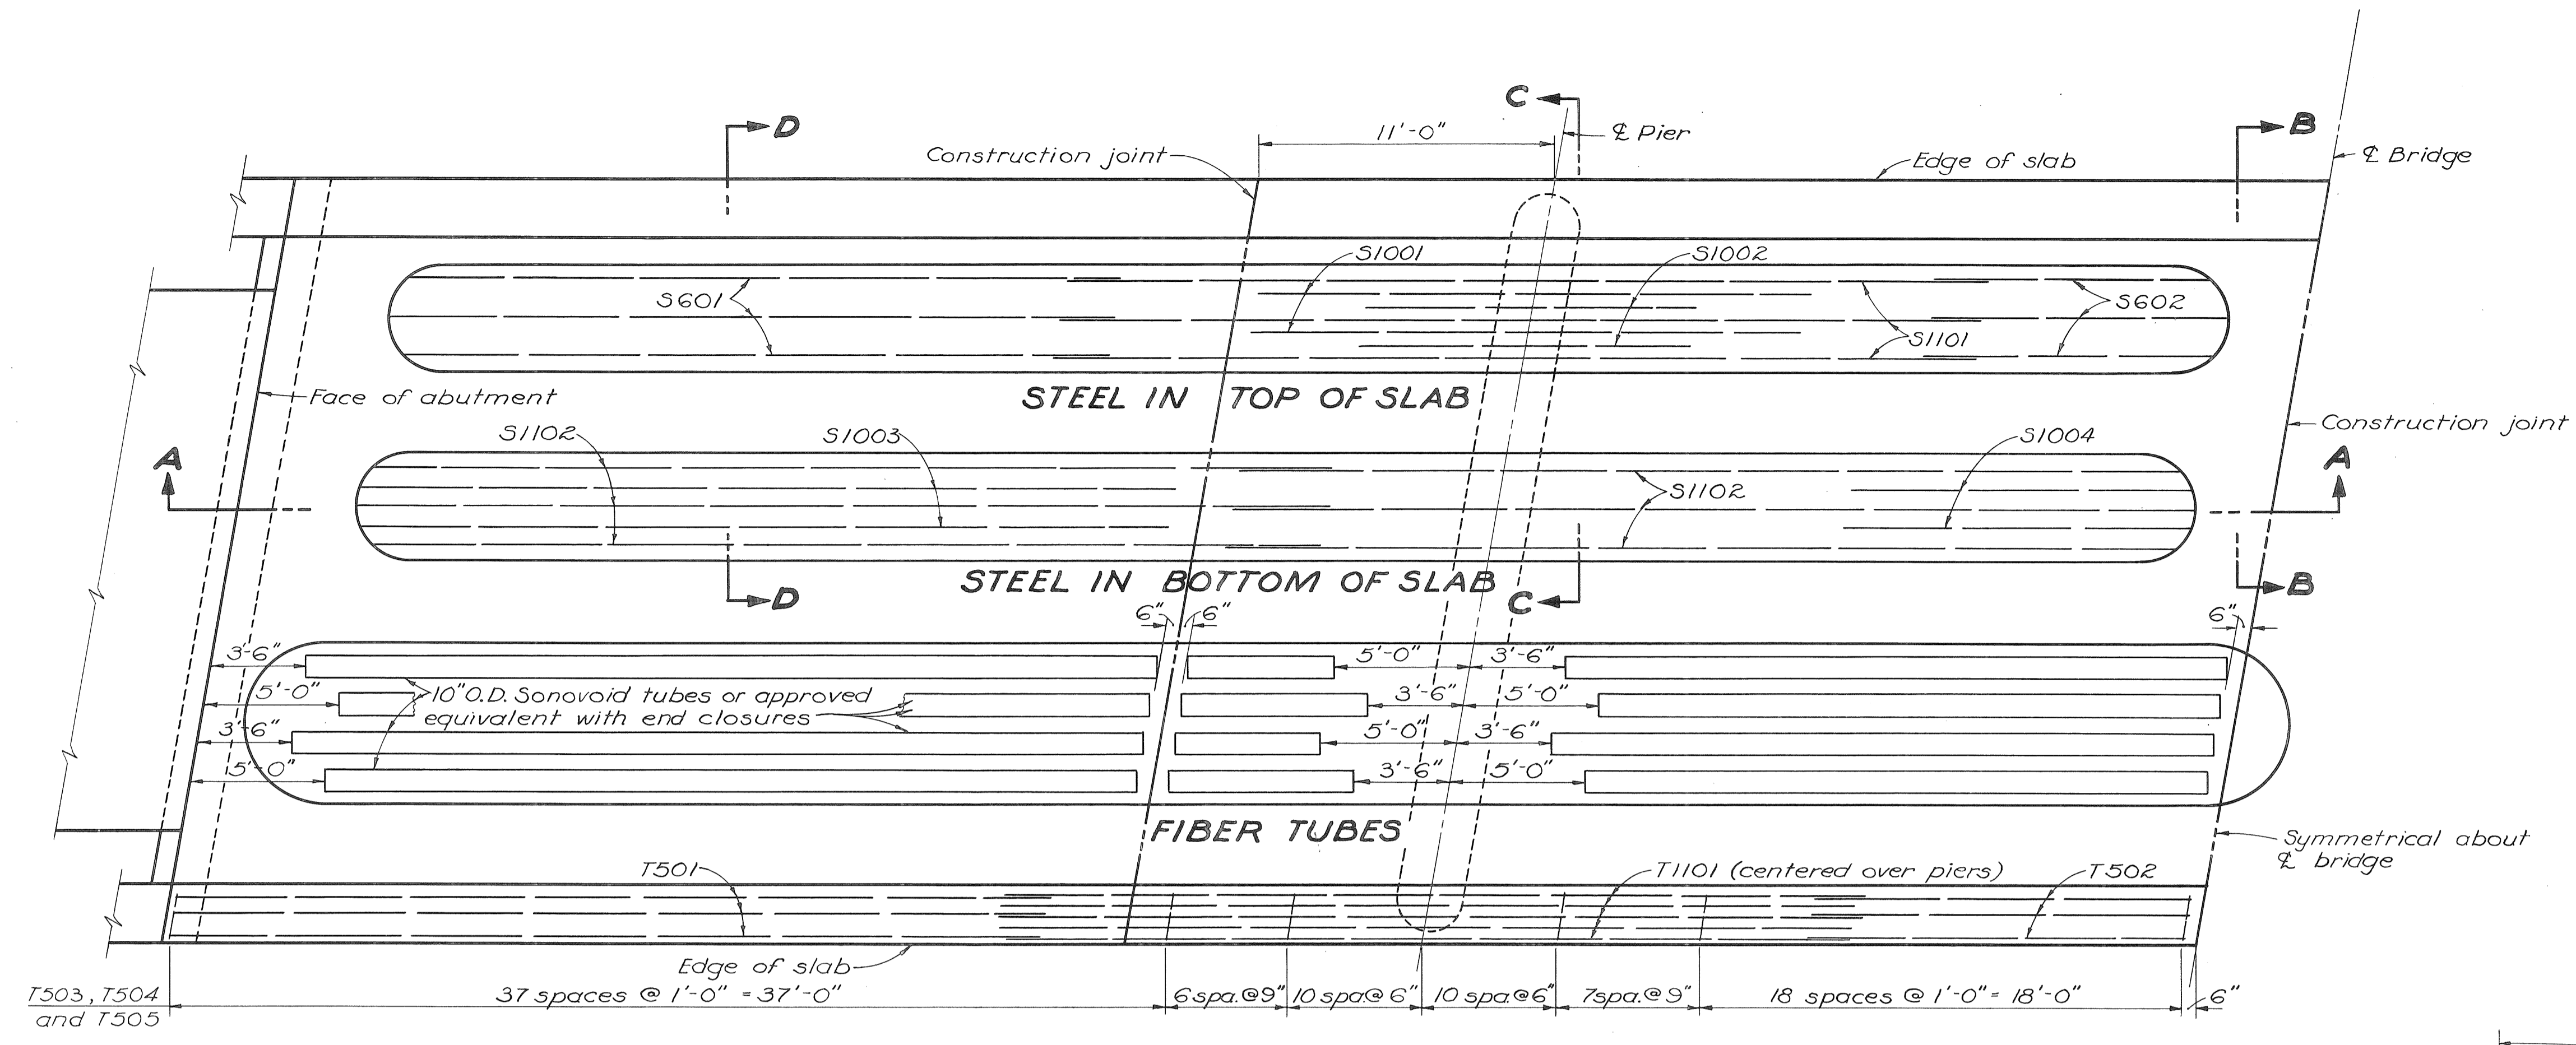 C
D
11'-0"
℄ Pier
B
Construction joint
Edge of slab
℄ Bridge
S1001
S1002
S601
S602
S1101
Face of abutment
STEEL IN TOP OF SLAB
Construction joint
S1102
S1003
S1004
A
A
S1102
STEEL IN BOTTOM OF SLAB
D
C
B
6"
6"
6"
3'-6"
5'-0"
3'-6"
5'-0"
10" O.D. Sonovoid tubes or approved
equivalent with end closures
3'-6"
5'-0"
3'-6"
5'-0"
3'-6"
5'-0"
3'-6"
5'-0"
FIBER TUBES
Symmetrical about
℄ bridge
T501
T1101 (centered over piers)
T502
Edge of slab
T503, T504
and T505
37 spaces @ 1'-0" = 37'-0"
6 spa. @ 9"
10 spa @ 6"
10 spa. @ 6"
7 spa. @ 9"
18 spaces @ 1'-0" = 18'-0"
6"